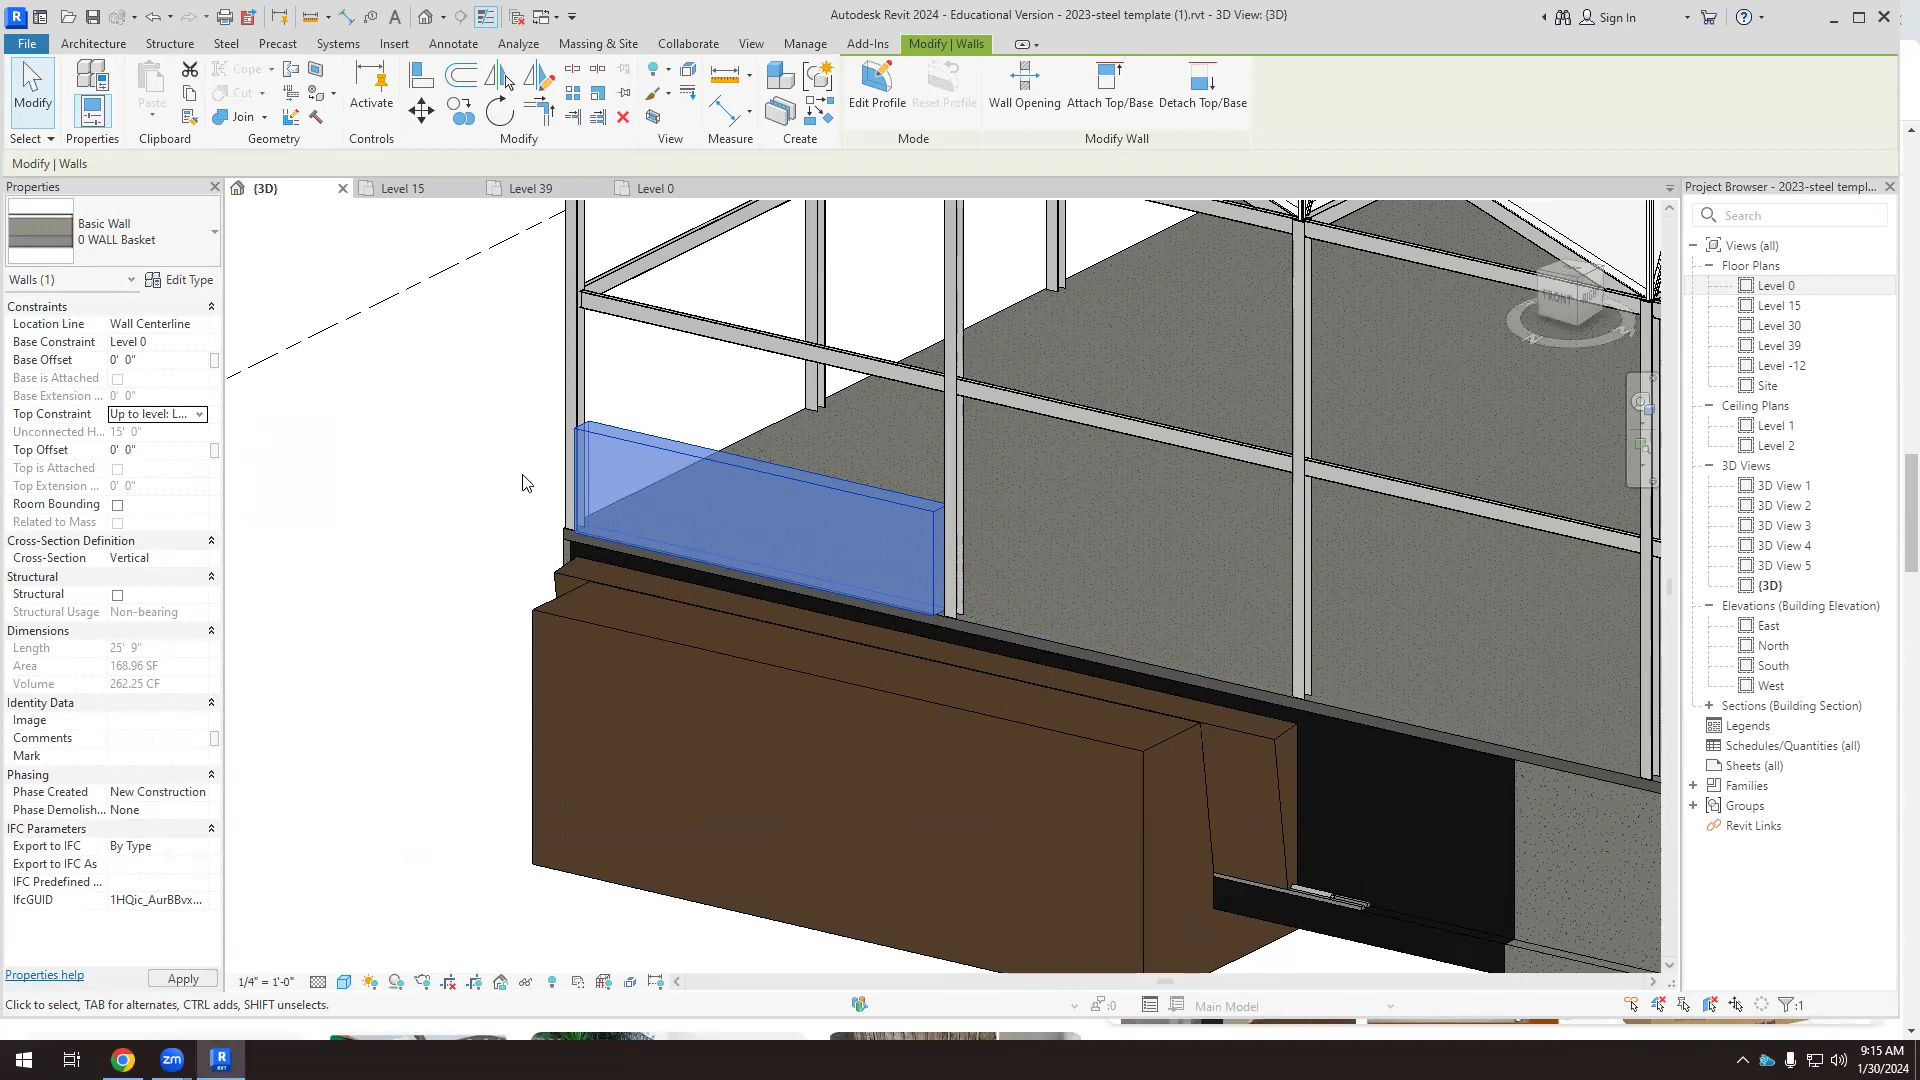 Autodesk Revit 2024 - Educational Version - 2023-steel template (1).rvt - 3D View: {3D}
Sign In
File Architecture Structure Steel Precast Systems Insert Annotate Analyze Massing & Site Collaborate View Manage Add-Ins Modify | Walls
Modify
Paste
Cope
Cut
Join
Activate
Edit Profile Reset Profile
Wall Opening Attach Top/Base Detach Top/Base
Select Properties Clipboard Geometry Controls Modify View Measure Create Mode Modify Wall
Modify | Walls
Properties
{3D} Level 15 Level 39 Level 0
Project Browser - 2023-steel templ...
Basic Wall
0 WALL Basket
Walls (1) Edit Type
Constraints
Location Line Wall Centerline
Base Constraint Level 0
Base Offset 0' 0"
Base is Attached
Base Extension ... 0' 0"
Top Constraint Up to level: L...
Unconnected H... 15' 0"
Top Offset 0' 0"
Top is Attached
Top Extension ... 0' 0"
Room Bounding
Related to Mass
Cross-Section Definition
Cross-Section Vertical
Structural
Structural
Structural Usage Non-bearing
Dimensions
Length 25' 9"
Area 168.96 SF
Volume 262.25 CF
Identity Data
Image
Comments
Mark
Phasing
Phase Created New Construction
Phase Demolish... None
IFC Parameters
Export to IFC By Type
Export to IFC As
IFC Predefined ...
IfcGUID 1HQic_AurBBvx...
Properties help Apply
FRONT RIGHT
N
Search
Views (all)
Floor Plans
Level 0
Level 15
Level 30
Level 39
Level -12
Site
Ceiling Plans
Level 1
Level 2
3D Views
3D View 1
3D View 2
3D View 3
3D View 4
3D View 5
{3D}
Elevations (Building Elevation)
East
North
South
West
Sections (Building Section)
Legends
Schedules/Quantities (all)
Sheets (all)
Families
Groups
Revit Links
1/4" = 1'-0"
Click to select, TAB for alternates, CTRL adds, SHIFT unselects.
:0
Main Model
:1
zm
R
RVT
9:15 AM
1/30/2024